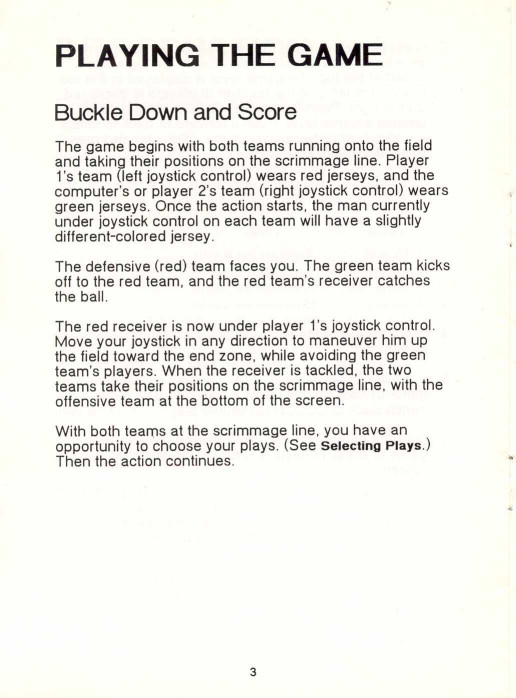 PLAYING THE GAME
Buckle Down and Score
The game begins with both teams running onto the field
and taking their positions on the scrimmage line. Player
1's team (left joystick control) wears red jerseys, and the
computer's or player 2's team (right joystick control) wears
green jerseys. Once the action starts, the man currently
under joystick control on each team will have a slightly
different-colored jersey.
The defensive (red) team faces you. The green team kicks
off to the red team, and the red team's receiver catches
the ball.
The red receiver is now under player 1's joystick control.
Move your joystick in any direction to maneuver him up
the field toward the end zone, while avoiding the green
team's players. When the receiver is tackled, the two
teams take their positions on the scrimmage line, with the
offensive team at the bottom of the screen.
With both teams at the scrimmage line, you have an
opportunity to choose your plays. (See Selecting Plays.)
Then the action continues.
3